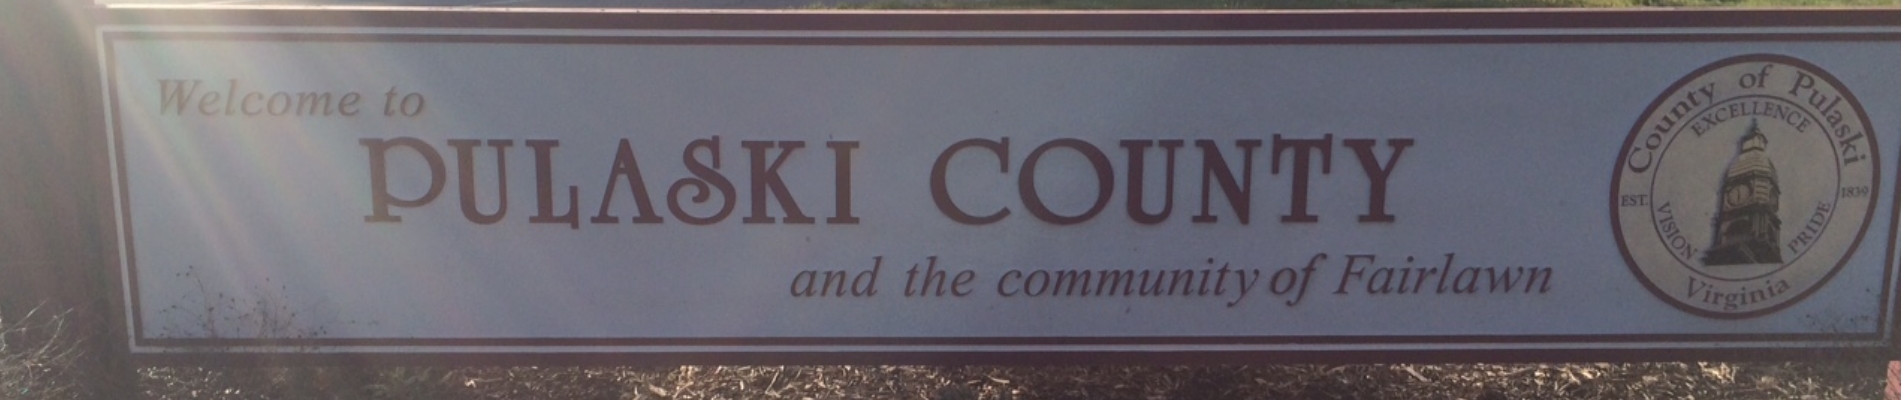 Welcome to
PULASKI COUNTY
and the community of Fairlawn
County of Pulaski
EXCELLENCE
EST. 1839
VISION PRIDE
Virginia